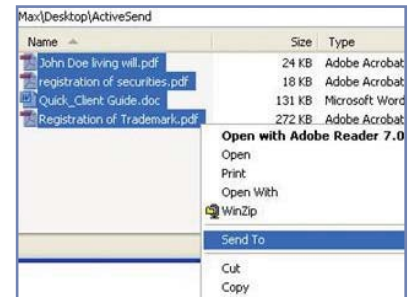 Max\Desktop\ActiveSend
Name Size Type
John Doe living will.pdf 24 KB Adobe Acrobat
registration of securities.pdf 18 KB Adobe Acrobat
Quick_Client Guide.doc 131 KB Microsoft Word
Registration of Trademark.pdf 272 KB Adobe Acrobat
Open with Adobe Reader 7.0
Open
Print
Open With
WinZip
Send To
Cut
Copy